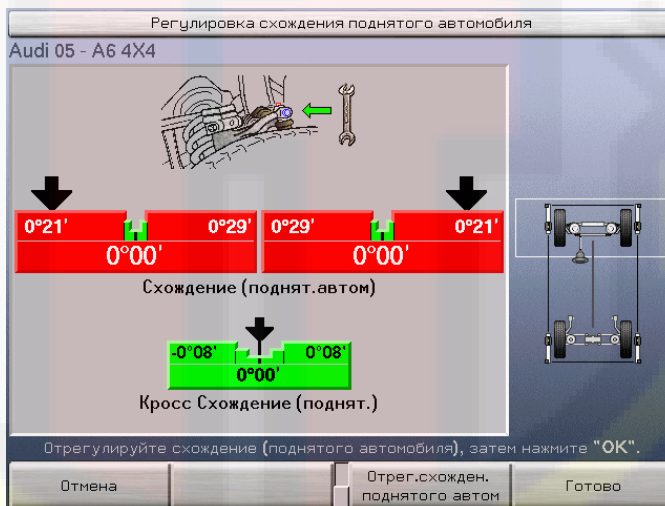 Регулировка схождения поднятого автомобиля
Audi 05 - A6 4X4
0°21' 0°29' 0°29' 0°21'
0°00' 0°00'
Схождение (поднят.автом)
-0°08' 0°08'
0°00'
Кросс Схождение (поднят.)
Отрегулируйте схождение (поднятого автомобиля), затем нажмите "OK".
Отмена
Отрег.схожден.
поднятого автом
Готово